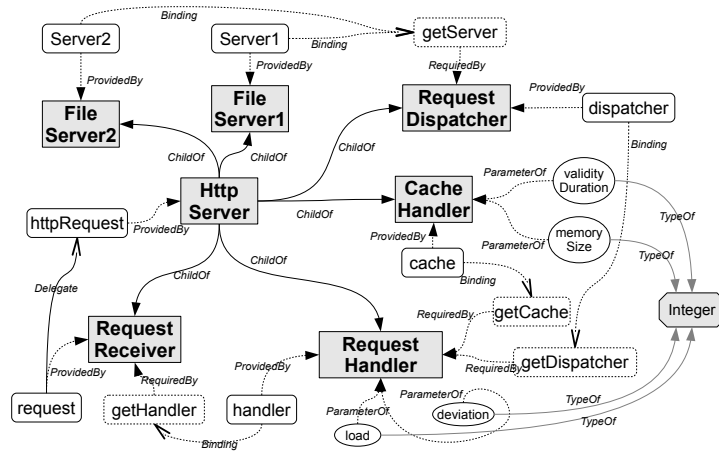 Server2
Binding
Server1
Binding
getServer
ProvidedBy
ProvidedBy
RequiredBy
ProvidedBy
File
Server2
File
Server1
Request
Dispatcher
dispatcher
ChildOf
ChildOf
ChildOf
Binding
Http
Server
ChildOf
Cache
Handler
ParameterOf
validity
Duration
httpRequest
ProvidedBy
ProvidedBy
ParameterOf
memory
Size
TypeOf
TypeOf
cache
Binding
Delegate
ChildOf
ChildOf
getCache
Integer
RequiredBy
Request
Receiver
Request
Handler
getDispatcher
RequiredBy
ProvidedBy
ProvidedBy
RequiredBy
ParameterOf
request
getHandler
handler
ParameterOf
deviation
TypeOf
load
TypeOf
Binding